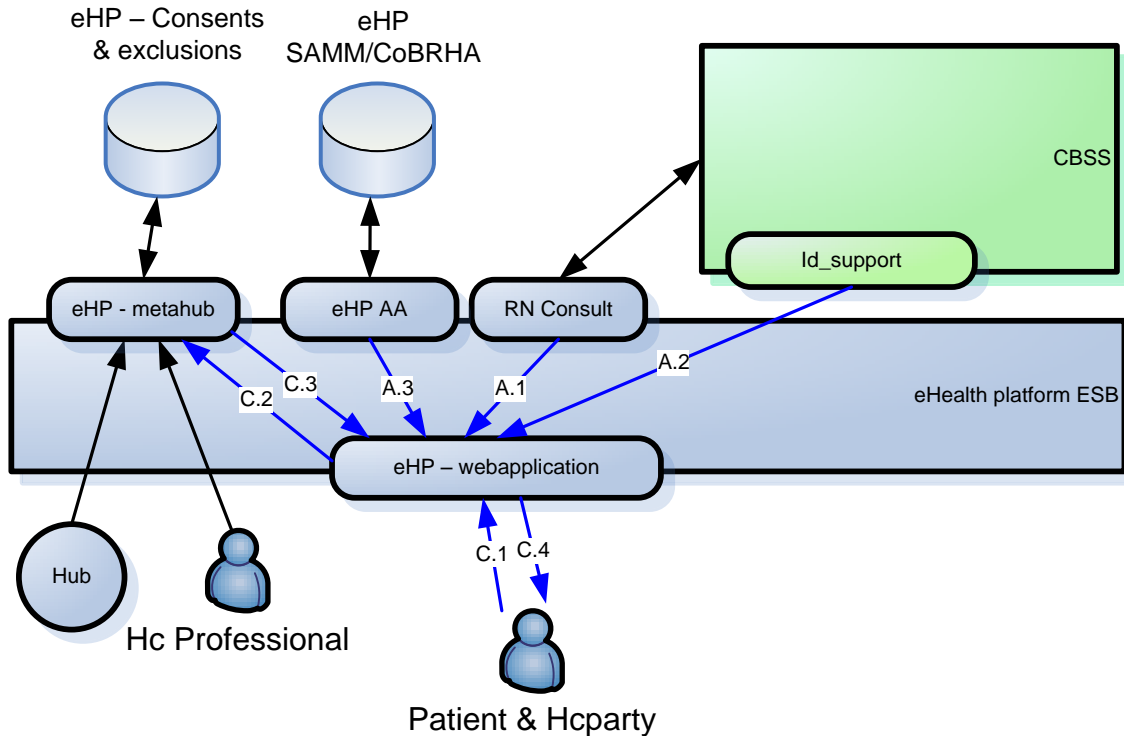 eHP – Consents
& exclusions
eHP
SAMM/CoBRHA
CBSS
Id_support
eHP - metahub
eHP AA
RN Consult
A.2
A.3
A.1
C.3
C.2
eHealth platform ESB
eHP – webapplication
C.1
C.4
Hub
Hc Professional
Patient & Hcparty